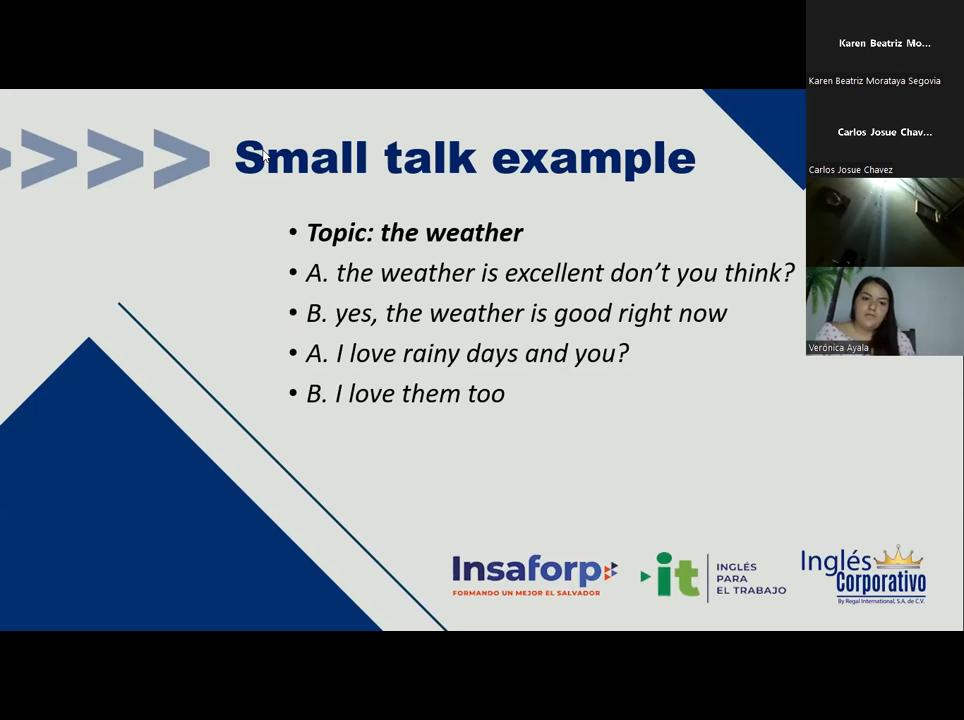 Karen Beatriz Mo...
Karen Beatriz Morataya Segovia
Carlos Josue Chav...
Carlos Josue Chavez
Verónica Ayala
Small talk example
• Topic: the weather
• A. the weather is excellent don’t you think?
• B. yes, the weather is good right now
• A. I love rainy days and you?
• B. I love them too
Insaforp
FORMANDO UN MEJOR EL SALVADOR
it
INGLÉS
PARA
EL TRABAJO
Inglés
Corporativo
By Regal International, S.A. de C.V.